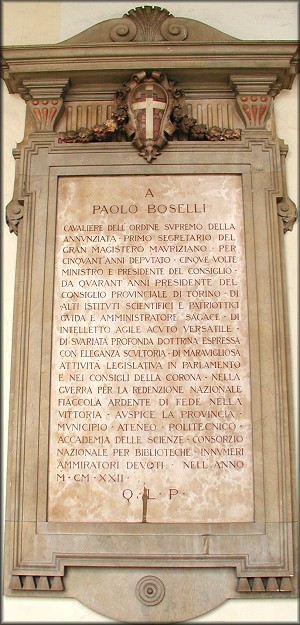 A
PAOLO BOSELLI
CAVALIERE DELL' ORDINE SVPREMO DELLA
ANNVNZIATA · PRIMO SEGRETARIO DEL
GRAN MAGISTERO MAVRIZIANO · PER
CINQVANT ANNI DEPVTATO · CINQVE VOLTE
MINISTRO E PRESIDENTE DEL CONSIGLIO ·
DA QVARANT ANNI PRESIDENTE DEL
CONSIGLIO PROVINCIALE DI TORINO · DI
ALTI ISTITVTI SCIENTIFICI E PATRIOTTICI
GVIDA E AMMINISTRATORE SAGACE · DI
INTELLETTO AGILE ACVTO VERSATILE ·
DI SVARIATA PROFONDA DOTTRINA ESPRESSA
CON ELEGANZA SCVLTORIA · DI MARAVIGLIOSA
ATTIVITA LEGISLATIVA IN PARLAMENTO
E NEI CONSIGLI DELLA CORONA · NELLA
GVERRA PER LA REDENZIONE NAZIONALE
FIACCOLA ARDENTE DI FEDE NELLA
VITTORIA · AVSPICE LA PROVINCIA ·
MVNICIPIO · ATENEO · POLITECNICO ·
ACCADEMIA DELLE SCIENZE · CONSORZIO
NAZIONALE PER BIBLIOTECHE · INNVMERI
AMMIRATORI DEVOTI · NELL' ANNO
M · CM · XXII ·
Q · L · P ·